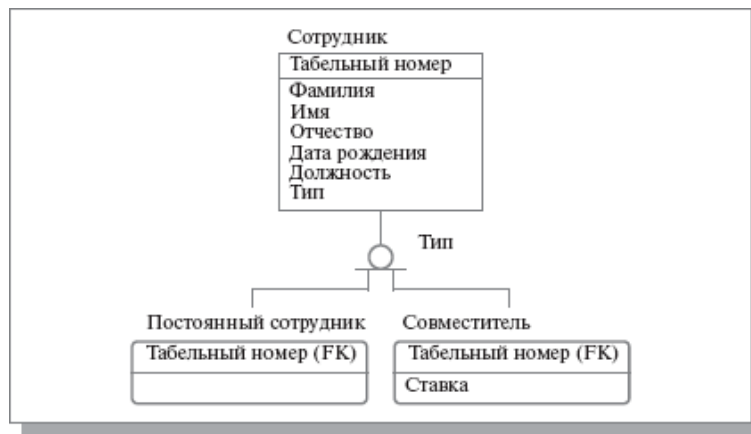 Сотрудник
Табельный номер
Фамилия
Имя
Отчество
Дата рождения
Должность
Тип
Тип
Постоянный сотрудник
Табельный номер (FK)
Совместитель
Табельный номер (FK)
Ставка